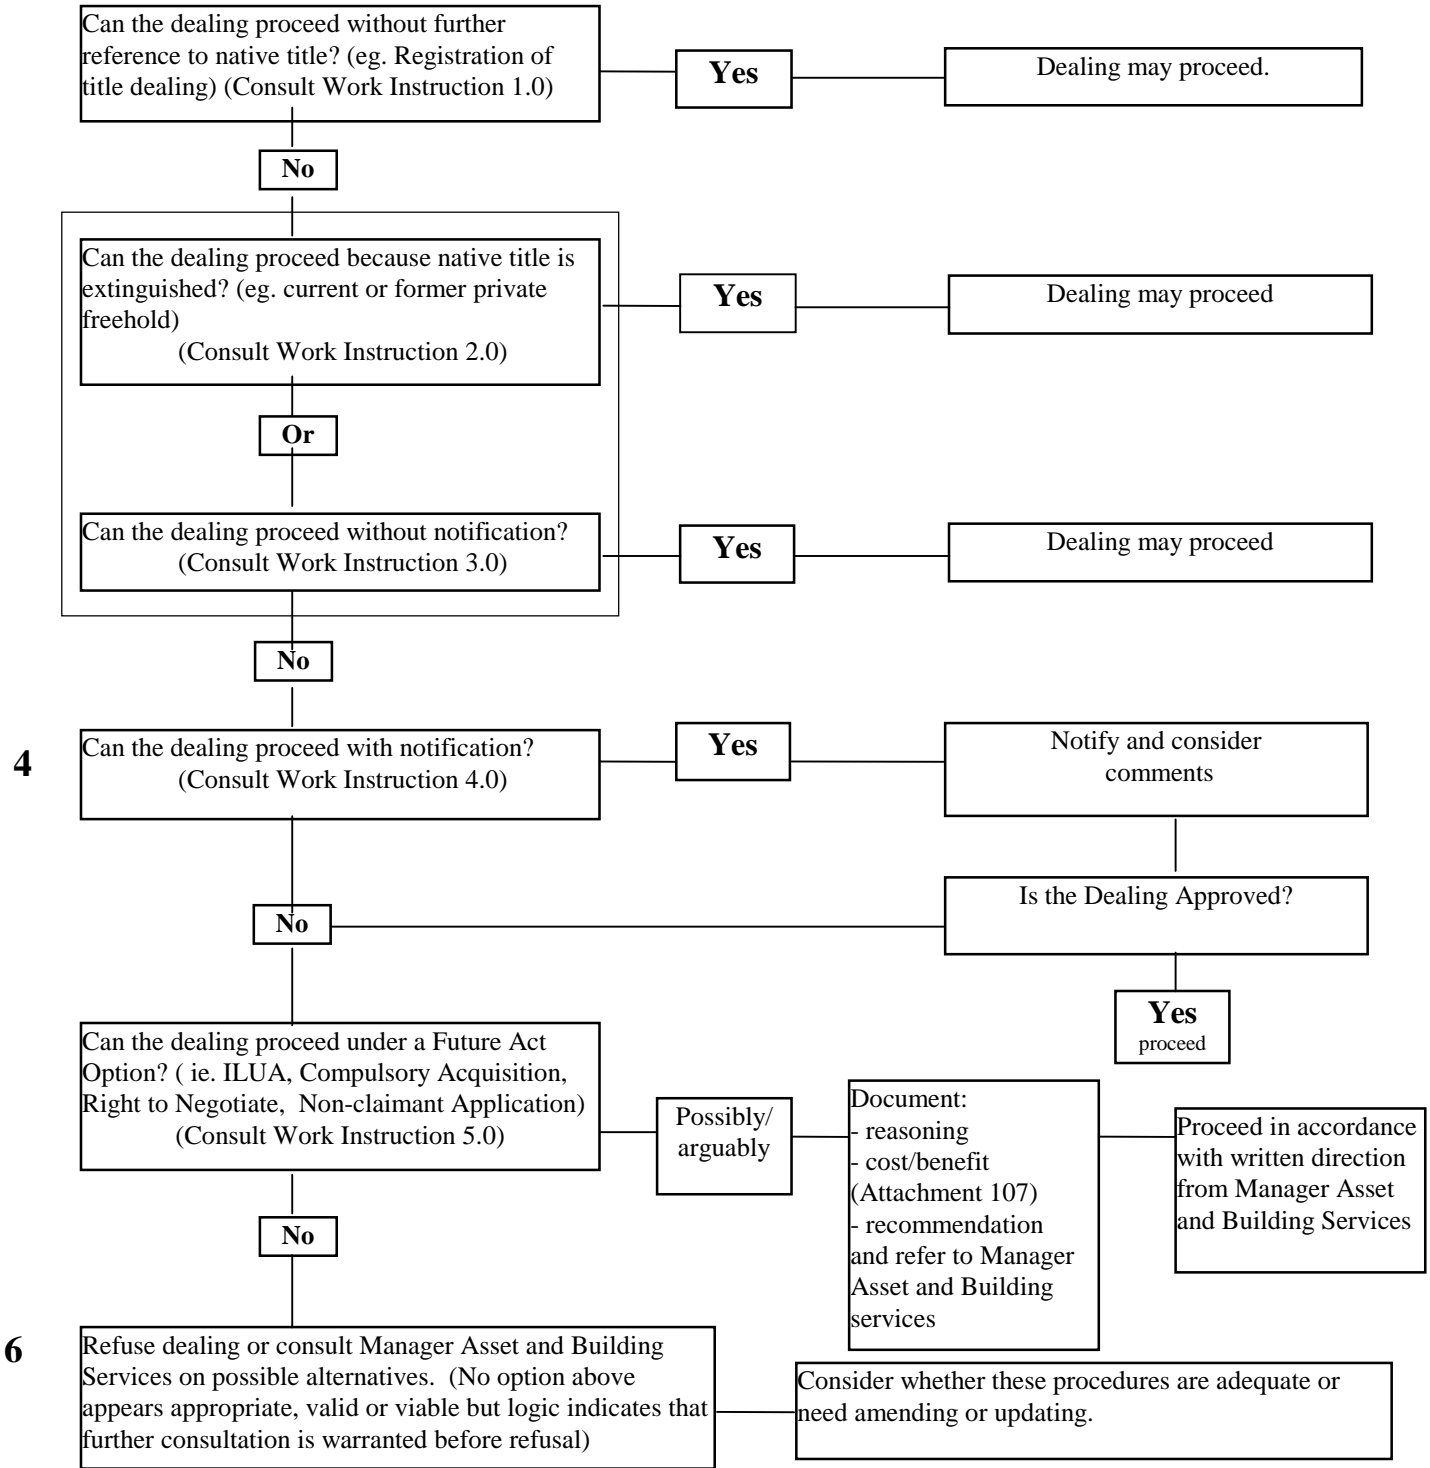 Can the dealing proceed without further
reference to native title? (eg. Registration of
title dealing) (Consult Work Instruction 1.0)
Yes
Dealing may proceed.
No
Can the dealing proceed because native title is
extinguished? (eg. current or former private
freehold)
(Consult Work Instruction 2.0)
Yes
Dealing may proceed
Or
Can the dealing proceed without notification?
(Consult Work Instruction 3.0)
Yes
Dealing may proceed
No
4
Can the dealing proceed with notification?
(Consult Work Instruction 4.0)
Yes
Notify and consider
comments
Is the Dealing Approved?
No
Yes
proceed
Can the dealing proceed under a Future Act
Option? ( ie. ILUA, Compulsory Acquisition,
Right to Negotiate, Non-claimant Application)
(Consult Work Instruction 5.0)
Possibly/
arguably
Document:
- reasoning
- cost/benefit
(Attachment 107)
- recommendation
and refer to Manager
Asset and Building
services
Proceed in accordance
with written direction
from Manager Asset
and Building Services
No
6
Refuse dealing or consult Manager Asset and Building
Services on possible alternatives. (No option above
appears appropriate, valid or viable but logic indicates that
further consultation is warranted before refusal)
Consider whether these procedures are adequate or
need amending or updating.